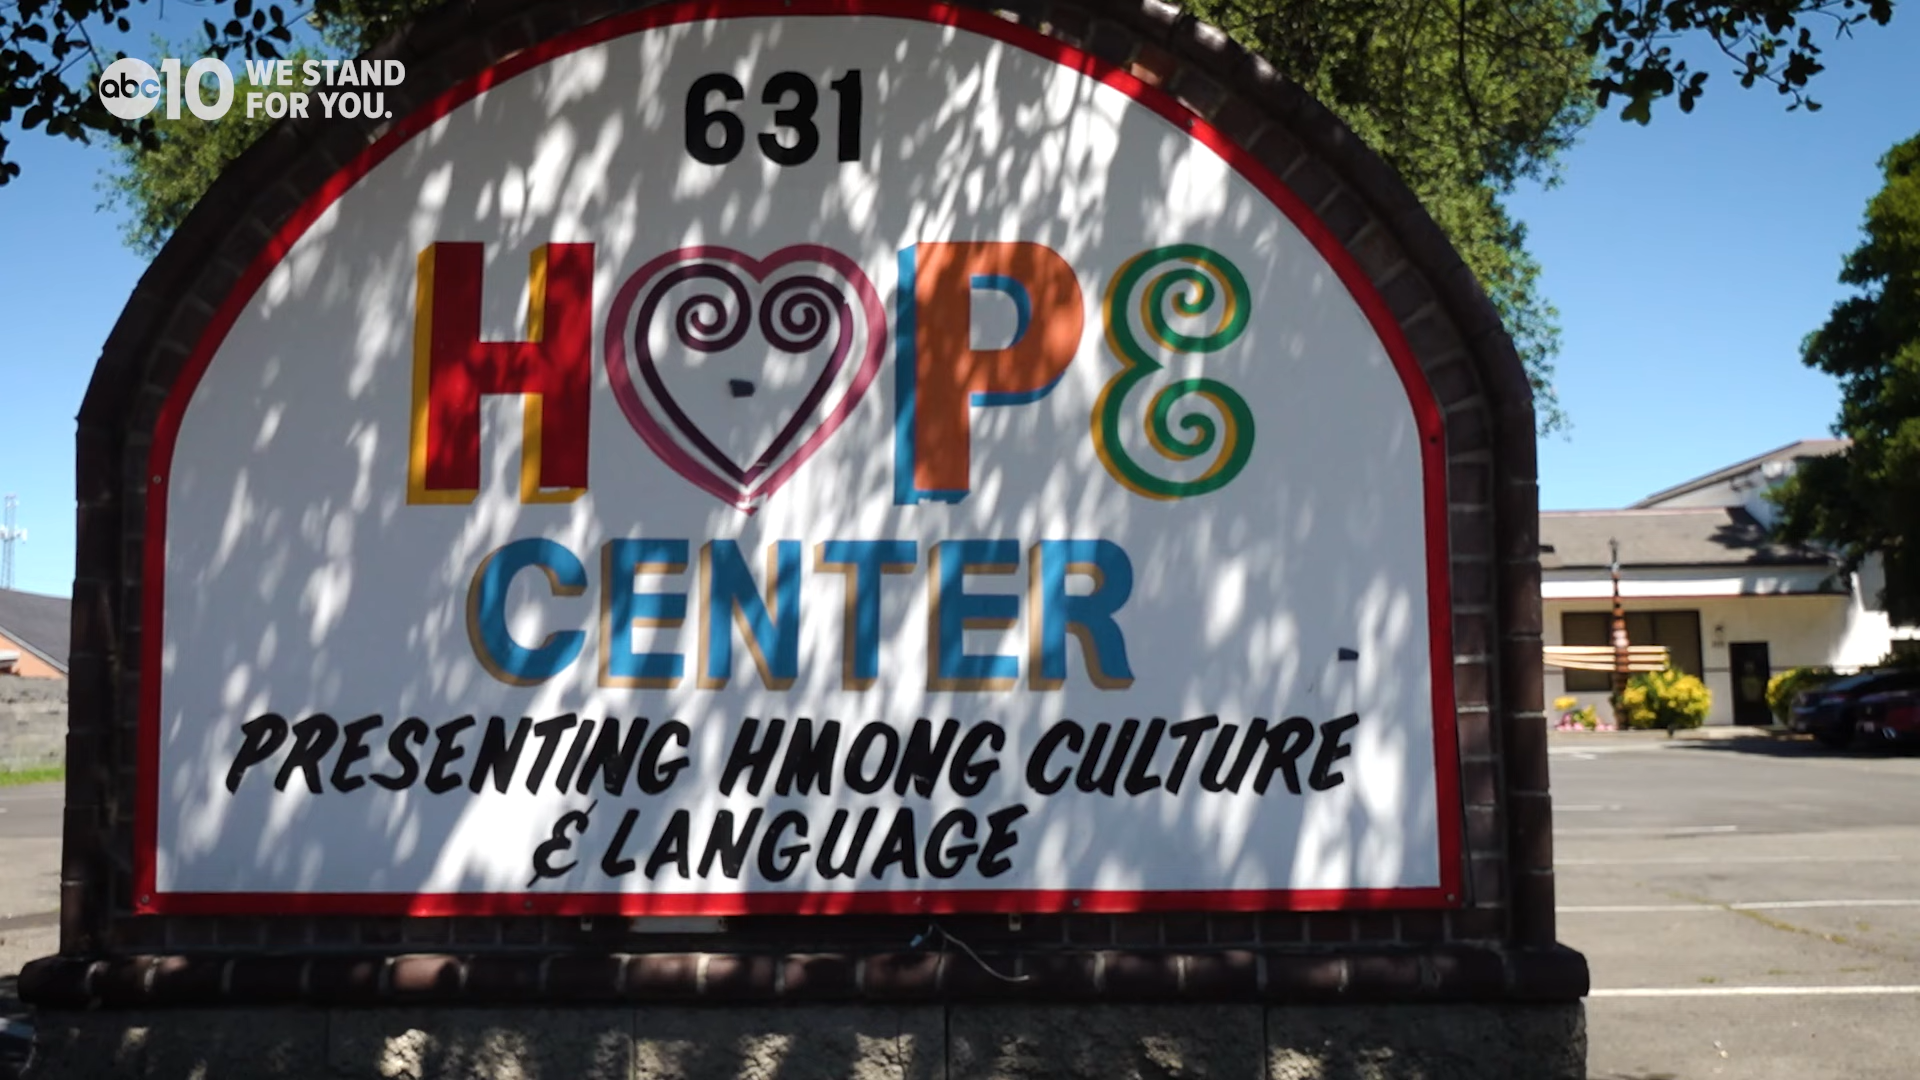 abc10 WE STAND
FOR YOU.
631
HOPE
CENTER
PRESENTING HMONG CULTURE
& LANGUAGE